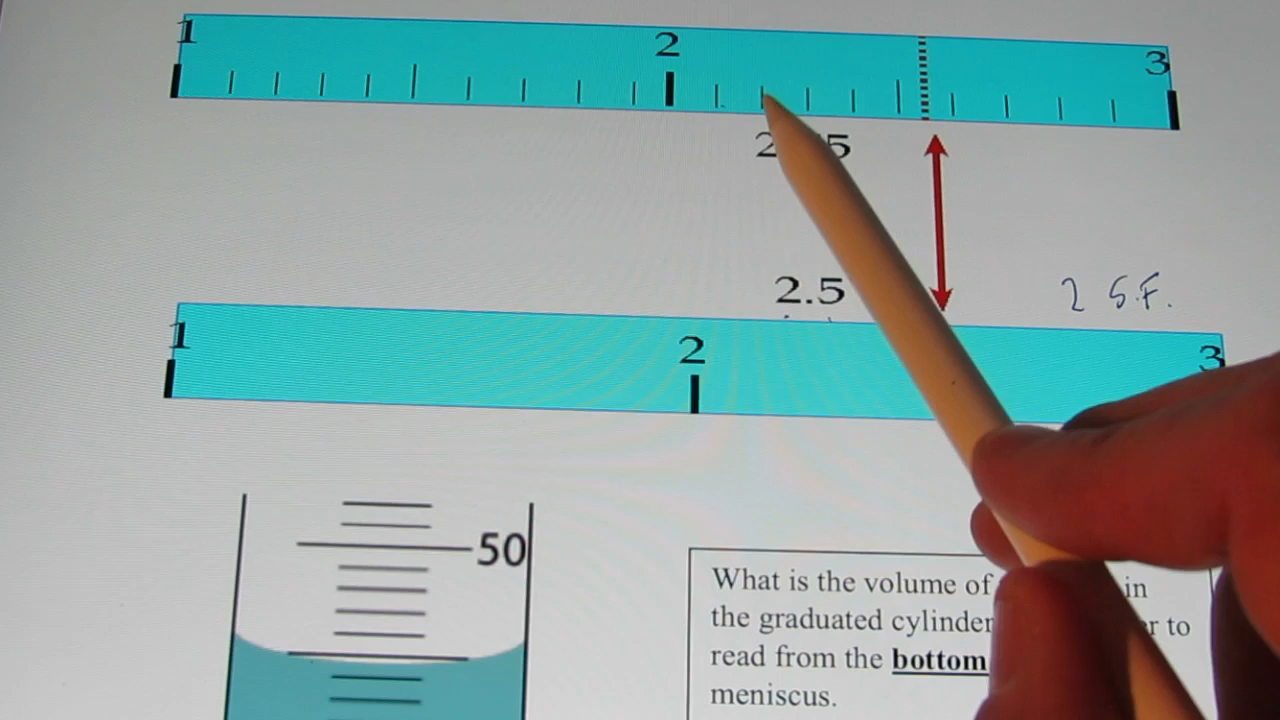 1
2
3
2.5
2 S.F.
1
2
3
50
What is the volume of in
the graduated cylinder to
read from the bottom
meniscus.